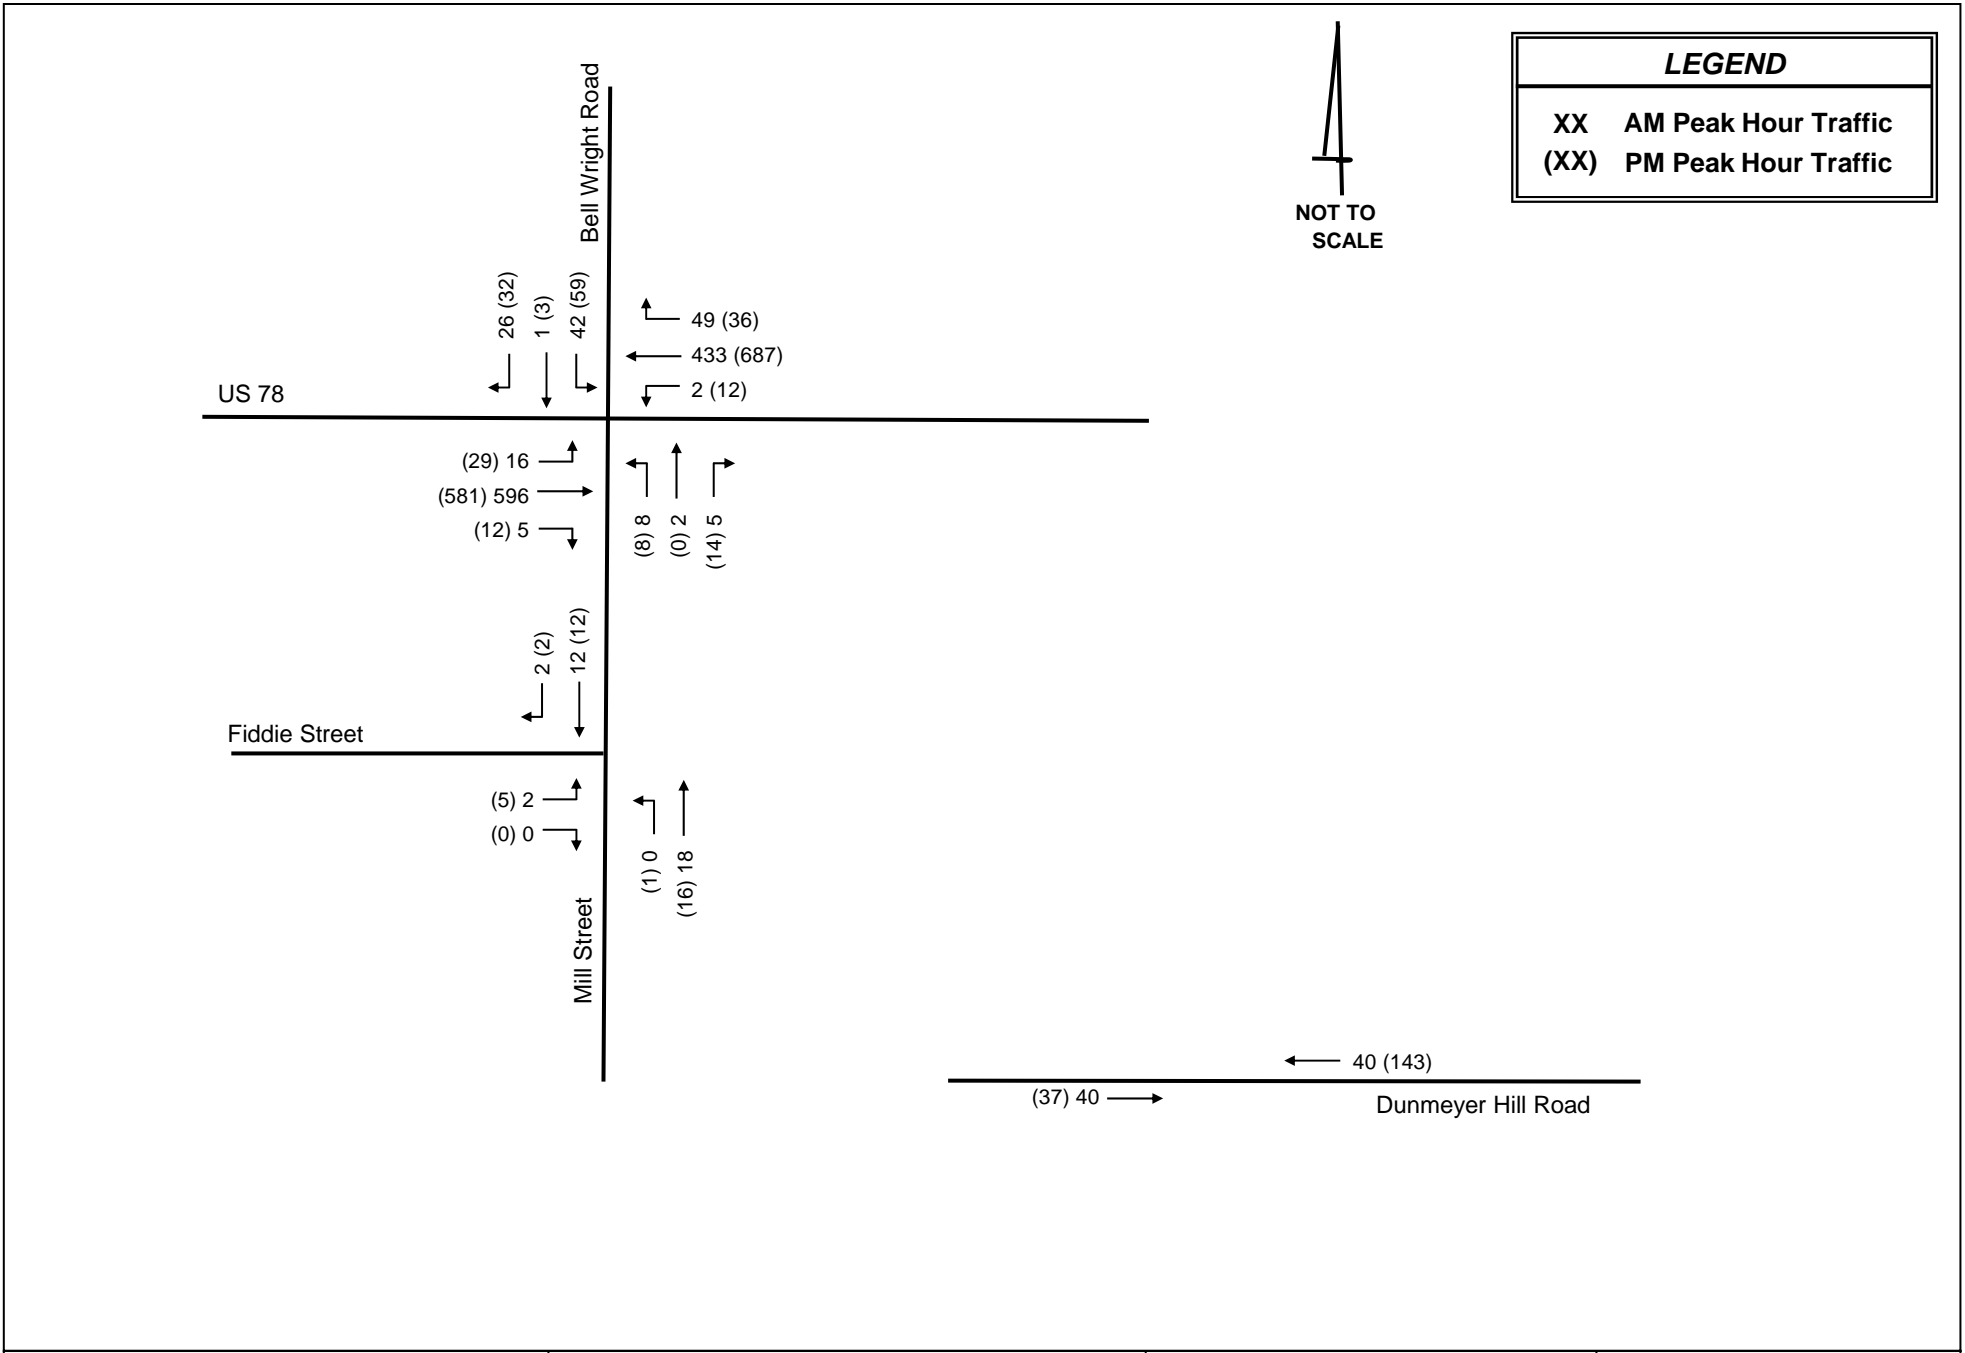 LEGEND
XX AM Peak Hour Traffic
(XX) PM Peak Hour Traffic
NOT TO
SCALE
Bell Wright Road
26 (32)
1 (3)
42 (59)
49 (36)
433 (687)
2 (12)
US 78
(29) 16
(581) 596
(12) 5
(8) 8
(0) 2
(14) 5
2 (2)
12 (12)
Fiddie Street
(5) 2
(0) 0
(1) 0
(16) 18
Mill Street
40 (143)
(37) 40
Dunmeyer Hill Road